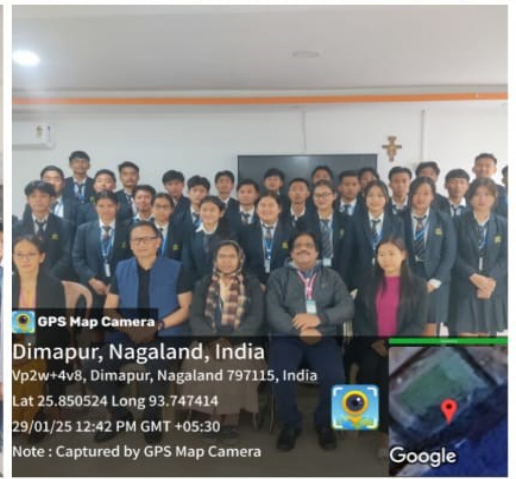 GPS Map Camera
Dimapur, Nagaland, India
Vp2w+4v8, Dimapur, Nagaland 797115, India
Lat 25.850524 Long 93.747414
29/01/25 12:42 PM GMT +05:30
Note : Captured by GPS Map Camera
Google